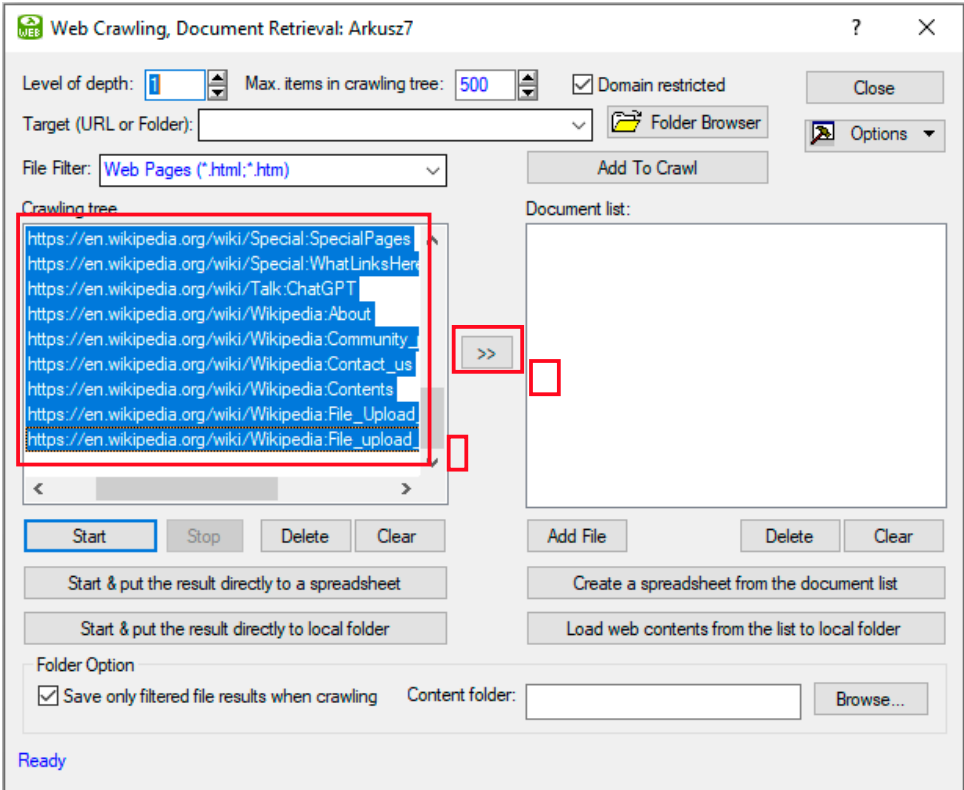 WEB Web Crawling, Document Retrieval: Arkusz7
Level of depth: 1 Max. items in crawling tree: 500 Domain restricted Close
Target (URL or Folder): Folder Browser Options
File Filter: Web Pages (*.html;*.htm) Add To Crawl
Crawling tree Document list:
https://en.wikipedia.org/wiki/Special:SpecialPages
https://en.wikipedia.org/wiki/Special:WhatLinksHere
https://en.wikipedia.org/wiki/Talk:ChatGPT
https://en.wikipedia.org/wiki/Wikipedia:About
https://en.wikipedia.org/wiki/Wikipedia:Community_
>>
https://en.wikipedia.org/wiki/Wikipedia:Contact_us
https://en.wikipedia.org/wiki/Wikipedia:Contents
https://en.wikipedia.org/wiki/Wikipedia:File_Upload_
https://en.wikipedia.org/wiki/Wikipedia:File_upload_
Start Stop Delete Clear Add File Delete Clear
Start & put the result directly to a spreadsheet Create a spreadsheet from the document list
Start & put the result directly to local folder Load web contents from the list to local folder
Folder Option
Save only filtered file results when crawling Content folder: Browse...
Ready